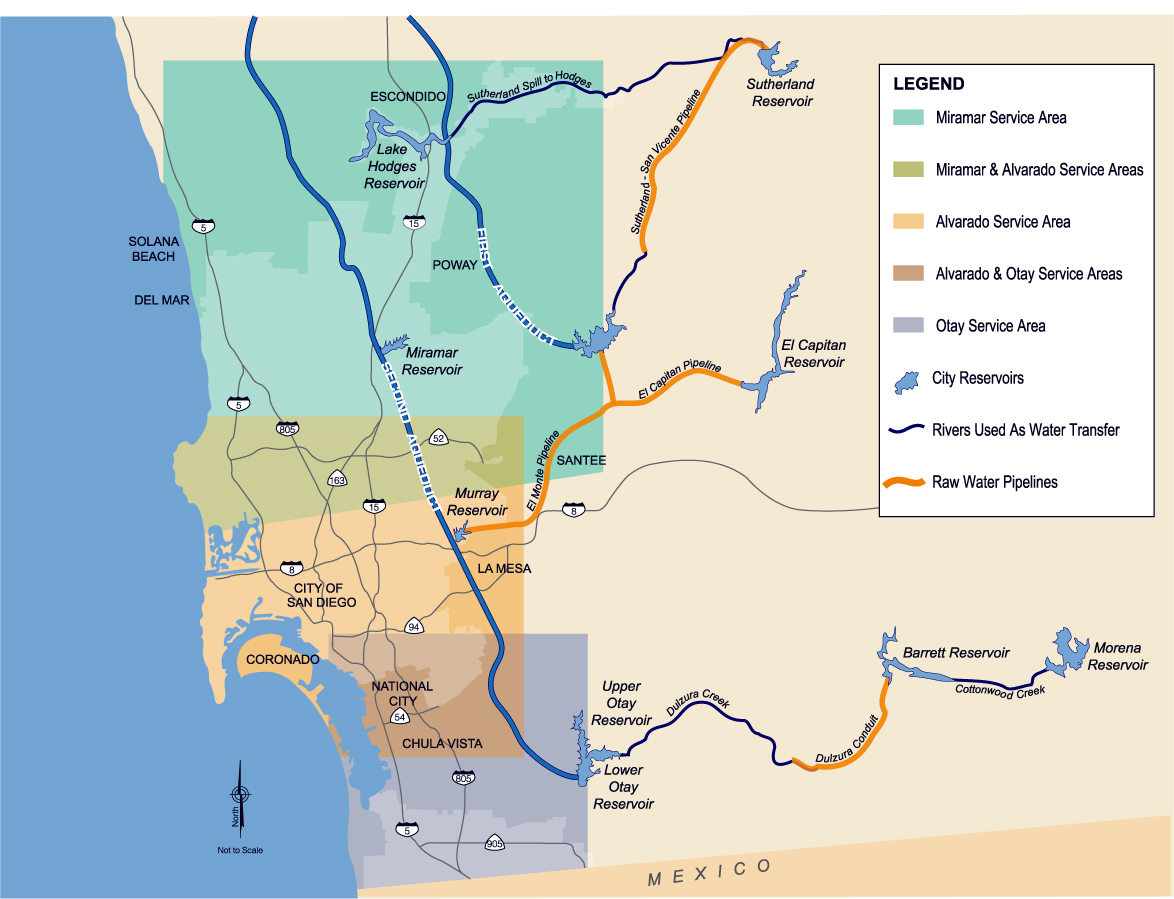 ESCONDIDO
Sutherland Spill to Hodges
Sutherland
Reservoir
Lake
Hodges
Reservoir
Sutherland - San Vicente Pipeline
5
15
SOLANA
BEACH
POWAY
FIRST AQUEDUCT
DEL MAR
Miramar
Reservoir
El Capitan
Reservoir
El Capitan Pipeline
SECOND AQUEDUCT
5
805
52
163
15
El Monte Pipeline
SANTEE
Murray
Reservoir
8
8
LA MESA
CITY OF
SAN DIEGO
94
CORONADO
NATIONAL
CITY
54
CHULA VISTA
805
5
905
Upper
Otay
Reservoir
Lower
Otay
Reservoir
Dulzura Creek
Dulzura Conduit
Barrett Reservoir
Cottonwood Creek
Morena
Reservoir
North
Not to Scale
MEXICO
LEGEND
Miramar Service Area
Miramar & Alvarado Service Areas
Alvarado Service Area
Alvarado & Otay Service Areas
Otay Service Area
City Reservoirs
Rivers Used As Water Transfer
Raw Water Pipelines